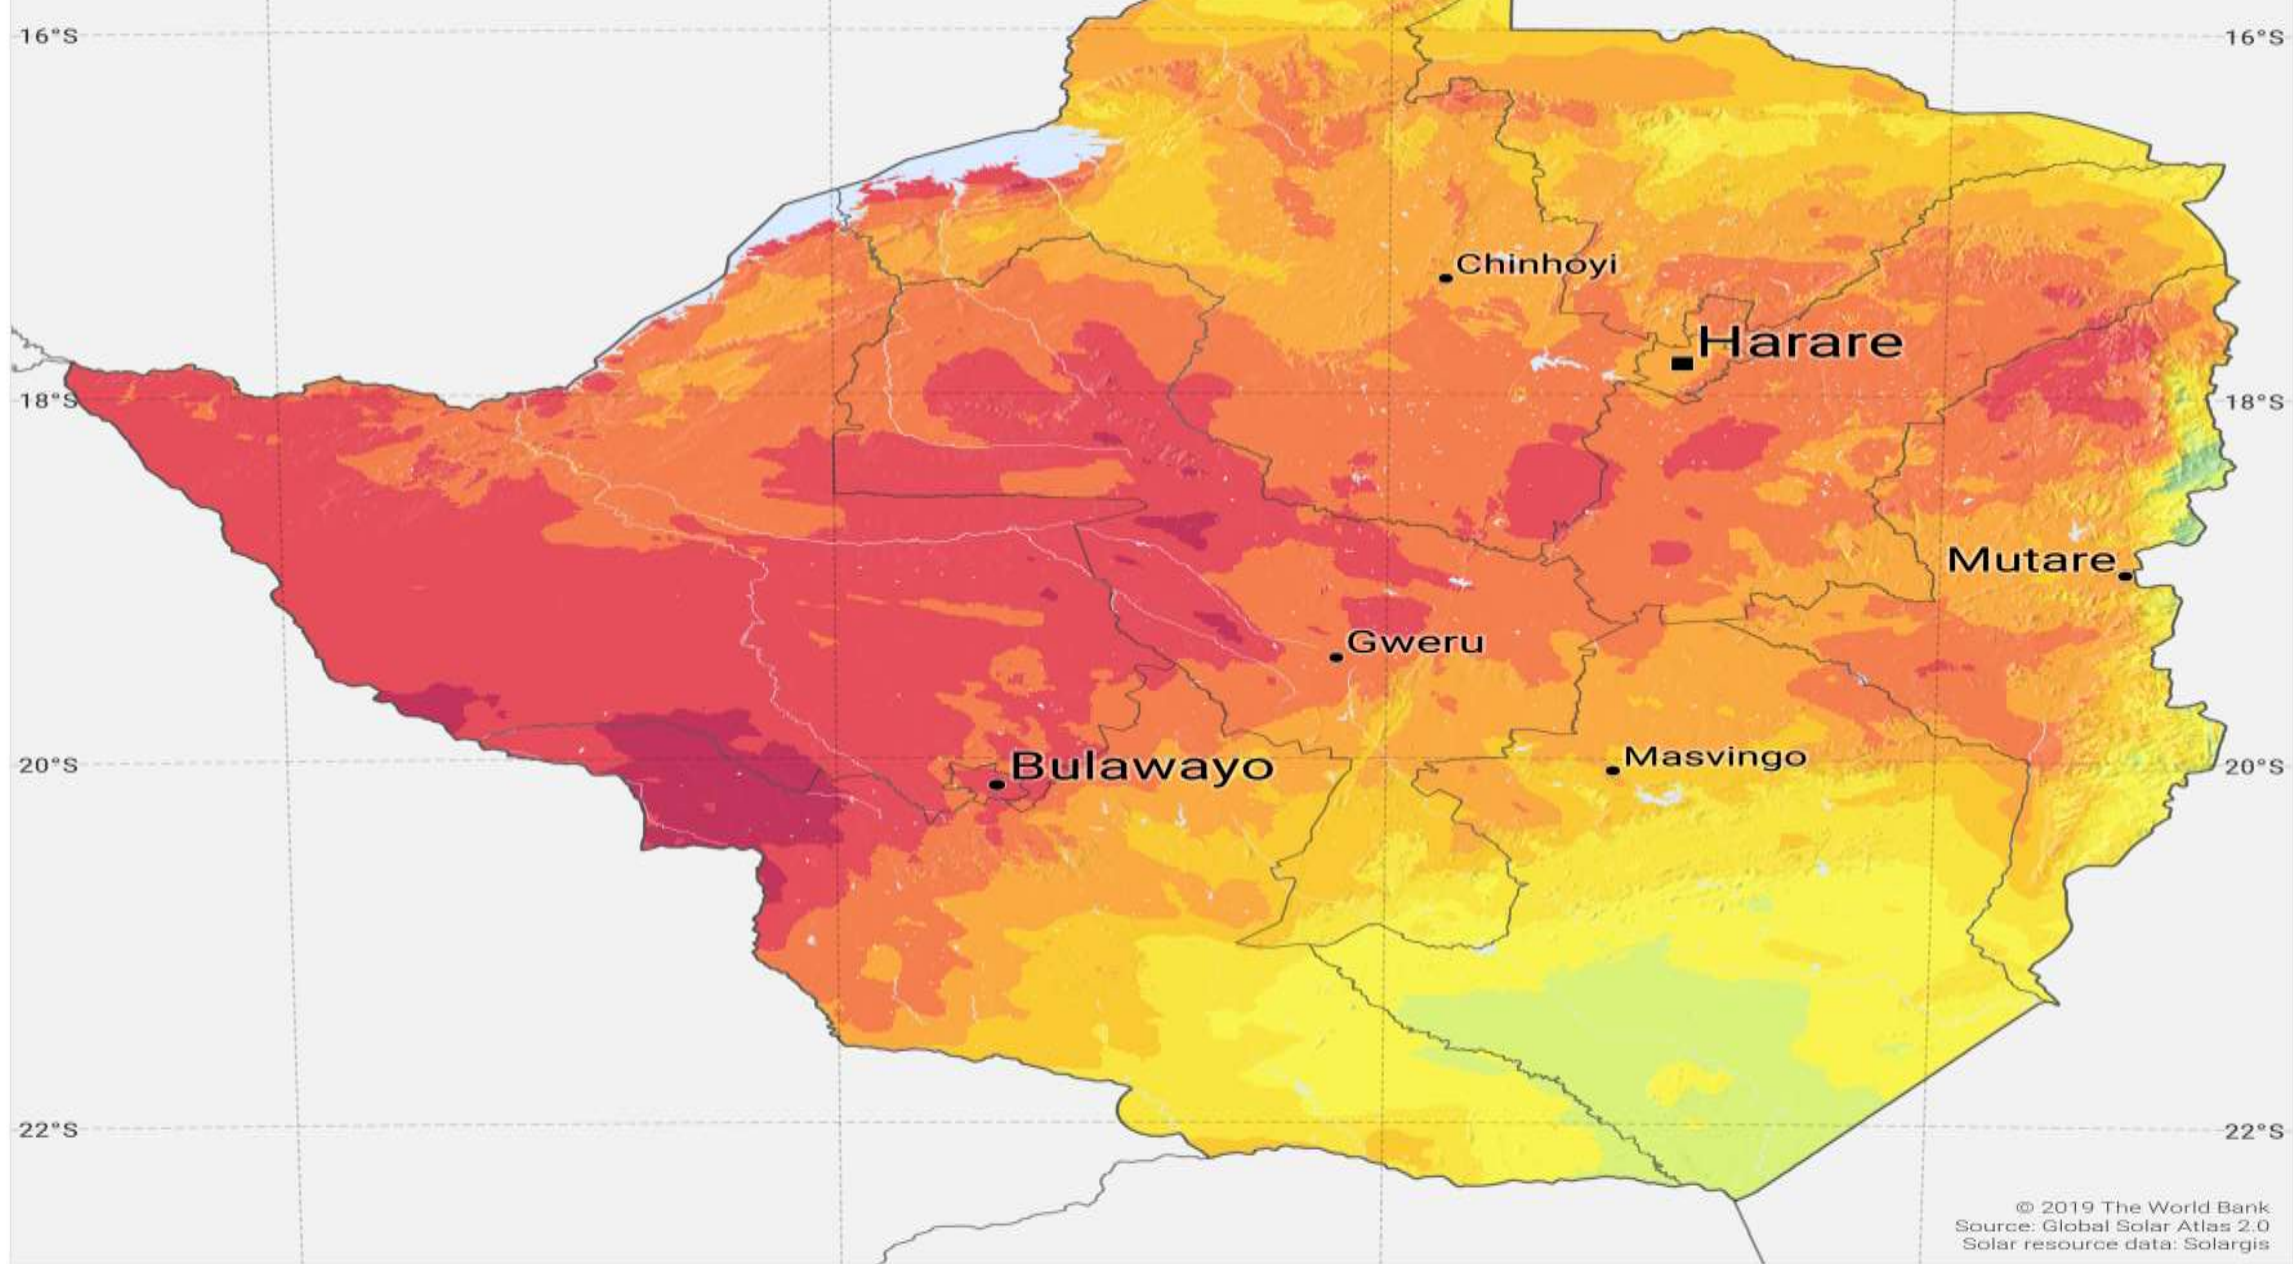 16°S
16°S
Chinhoyi
Harare
18°S
18°S
Mutare
Gweru
Bulawayo
Masvingo
20°S
20°S
22°S
22°S
© 2019 The World Bank
Source: Global Solar Atlas 2.0
Solar resource data: Solargis